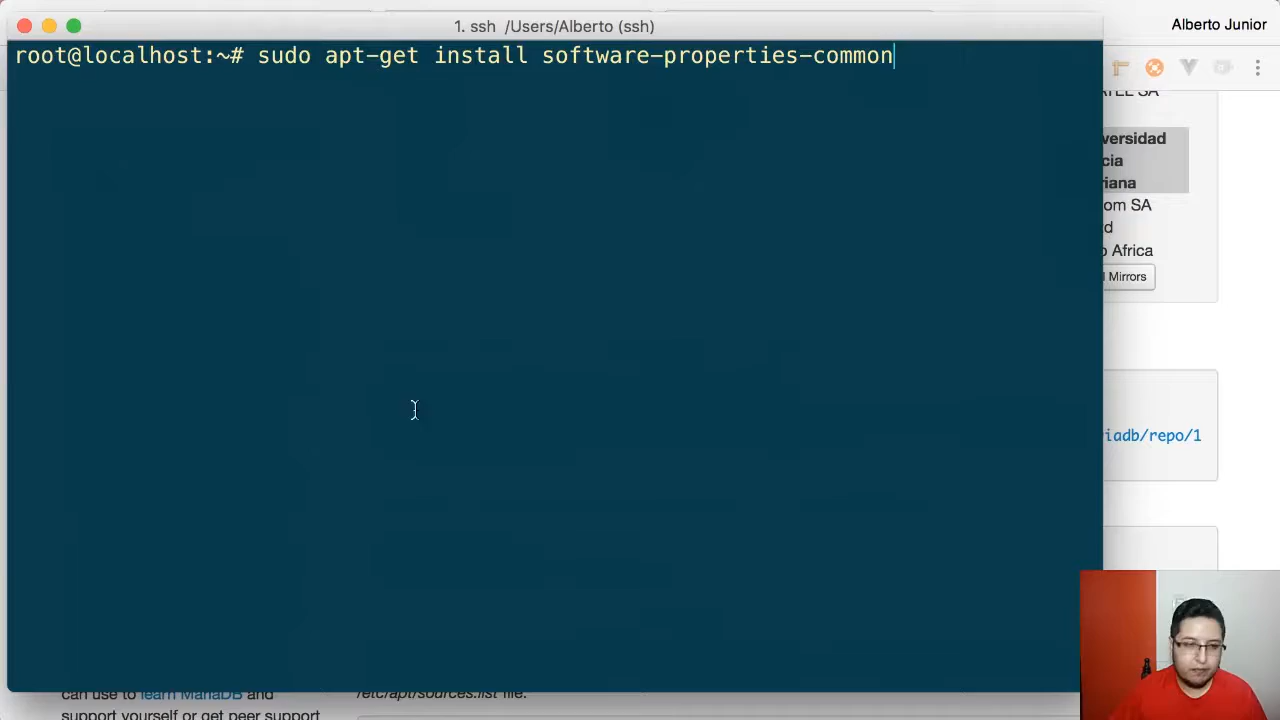 1. ssh /Users/Alberto (ssh)
Alberto Junior
root@localhost:~# sudo apt-get install software-properties-common
SA
versidad
cia
riana
om SA
d
Africa
Mirrors
iadb/repo/1
can use to learn MariaDB and
/etc/apt/sources.list file.
support yourself or get peer support